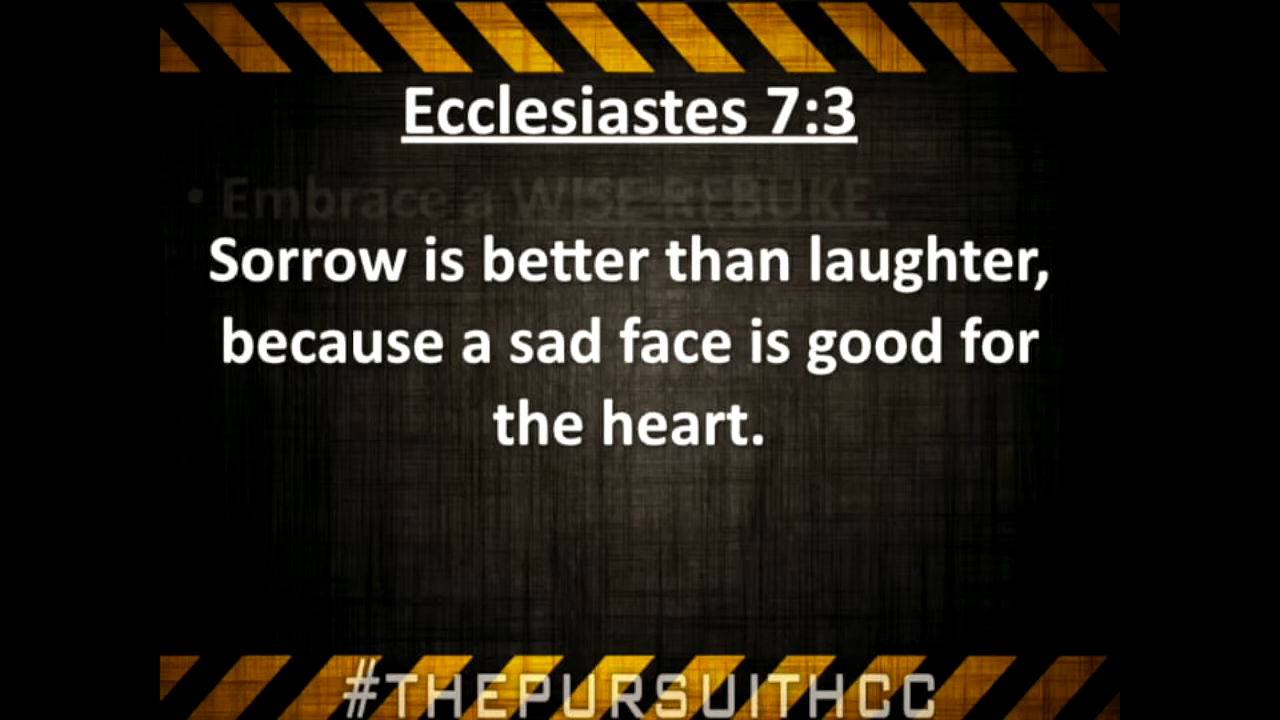 Ecclesiastes 7:3
• Embrace a WISE REBUKE.
Sorrow is better than laughter,
because a sad face is good for
the heart.
#THEPURSUITHCC